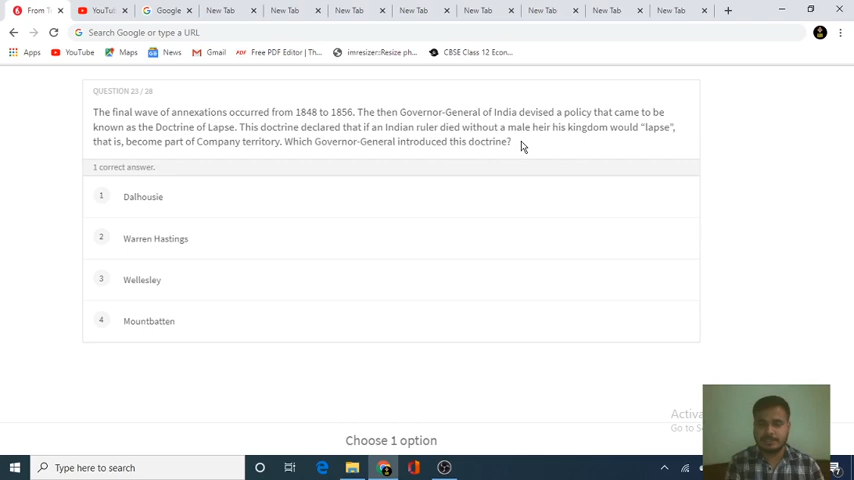 From T
YouTu
Google
New Tab
New Tab
New Tab
New Tab
New Tab
New Tab
New Tab
New Tab
Search Google or type a URL
Apps
YouTube
Maps
News
Gmail
PDF
Free PDF Editor | Th...
imresizer::Resize ph...
CBSE Class 12 Econ...
QUESTION 23 / 28
The final wave of annexations occurred from 1848 to 1856. The then Governor-General of India devised a policy that came to be
known as the Doctrine of Lapse. This doctrine declared that if an Indian ruler died without a male heir his kingdom would “lapse”,
that is, become part of Company territory. Which Governor-General introduced this doctrine?
1 correct answer.
1 Dalhousie
2 Warren Hastings
3 Wellesley
4 Mountbatten
Activa
Go to S
Choose 1 option
Type here to search